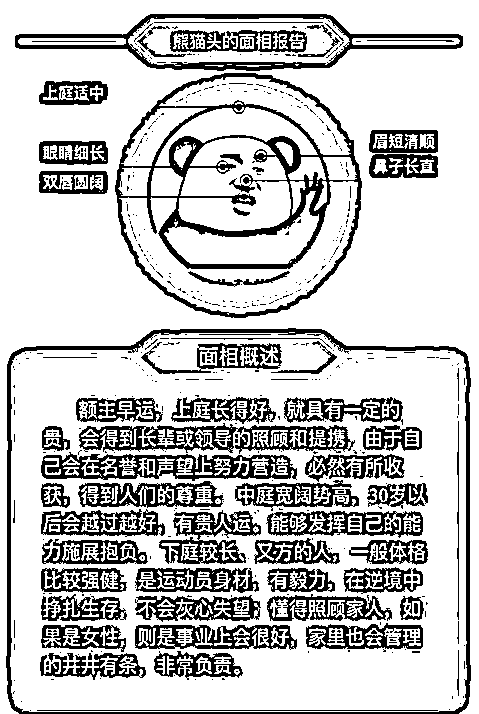 熊猫头的面相报告
上庭适中
眉短清顺
眼睛细长
鼻子长直
双唇圆阔
面相概述
额主早运，上庭长得好，就具有一定的
贵，会得到长辈或领导的照顾和提携，由于自
己会在名誉和声望上努力营造，必然有所收
获，得到人们的尊重。中庭宽阔约高，30岁以
后会越过越好，有贵人运。能够发挥自己的能
力施展抱负。下庭较长、又方的人，一般体格
比较强健；是运动员身材，有毅力，在逆境中
挣扎生存，不会灰心失望；懂得照顾家人，如
果是女性，则是事业上会很好，家里也会管理
的井井有条，非常负责。